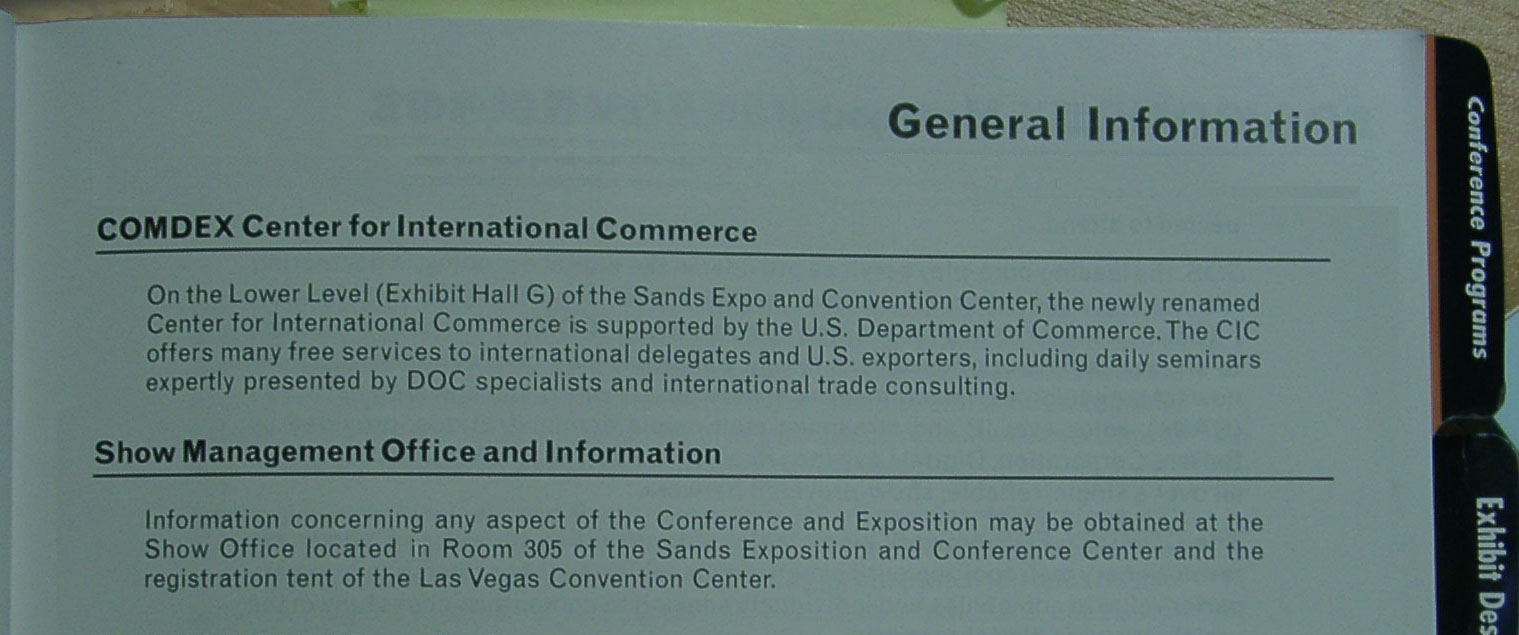 General Information
COMDEX Center for International Commerce
On the Lower Level (Exhibit Hall G) of the Sands Expo and Convention Center, the newly renamed
Center for International Commerce is supported by the U.S. Department of Commerce. The CIC
offers many free services to international delegates and U.S. exporters, including daily seminars
expertly presented by DOC specialists and international trade consulting.
Show Management Office and Information
Information concerning any aspect of the Conference and Exposition may be obtained at the
Show Office located in Room 305 of the Sands Exposition and Conference Center and the
registration tent of the Las Vegas Convention Center.
Conference Programs
Exhibit Des